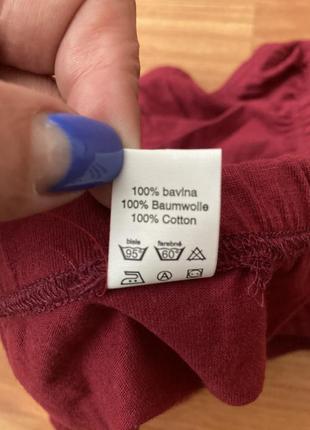 100% bavlna
100% Baumwolle
100% Cotton
biele farebné
95° 60°
A